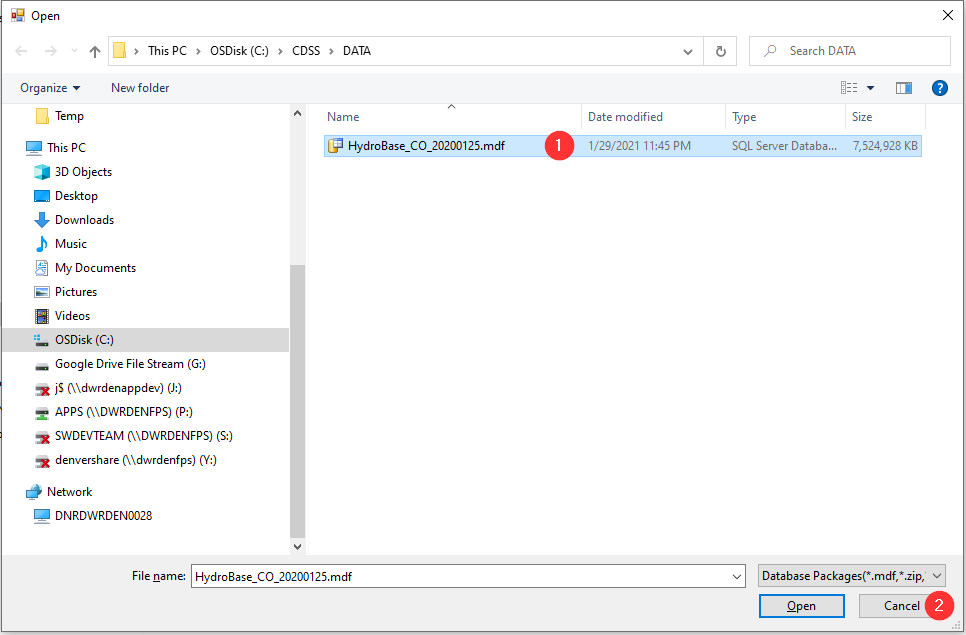 Open
This PC > OSDisk (C:) > CDSS > DATA
Search DATA
Organize
New folder
?
Temp
This PC
3D Objects
Desktop
Downloads
Music
My Documents
Pictures
Videos
OSDisk (C:)
Google Drive File Stream (G:)
j$ (\\dwrdenappdev) (J:)
APPS (\\DWRDENFPS) (P:)
SWDEVTEAM (\\DWRDENFPS) (S:)
denvershare (\\dwrdenfps) (Y:)
Network
DNRDWRDEN0028
Name Date modified Type Size
HydroBase_CO_20200125.mdf 1 1/29/2021 11:45 PM SQL Server Databa... 7,524,928 KB
File name: HydroBase_CO_20200125.mdf Database Packages(*.mdf,*.zip,
Open Cancel 2